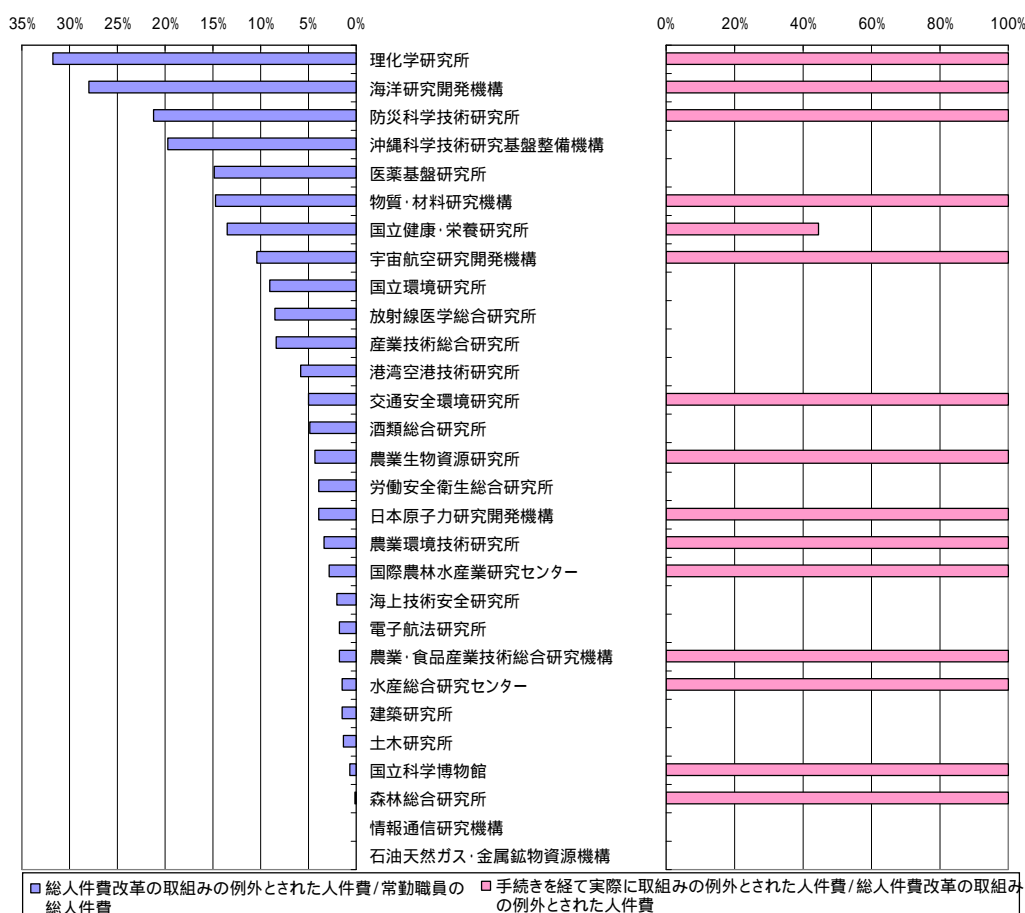 35% 30% 25% 20% 15% 10% 5% 0% 0% 20% 40% 60% 80% 100%
理化学研究所
海洋研究開発機構
防災科学技術研究所
沖縄科学技術研究基盤整備機構
医薬基盤研究所
物質・材料研究機構
国立健康・栄養研究所
宇宙航空研究開発機構
国立環境研究所
放射線医学総合研究所
産業技術総合研究所
港湾空港技術研究所
交通安全環境研究所
酒類総合研究所
農業生物資源研究所
労働安全衛生総合研究所
日本原子力研究開発機構
農業環境技術研究所
国際農林水産業研究センター
海上技術安全研究所
電子航法研究所
農業・食品産業技術総合研究機構
水産総合研究センター
建築研究所
土木研究所
国立科学博物館
森林総合研究所
情報通信研究機構
石油天然ガス・金属鉱物資源機構
総人件費改革の取組みの例外とされた人件費/常勤職員の
総人件費
手続きを経て実際に取組みの例外とされた人件費/総人件費改革の取組み
の例外とされた人件費